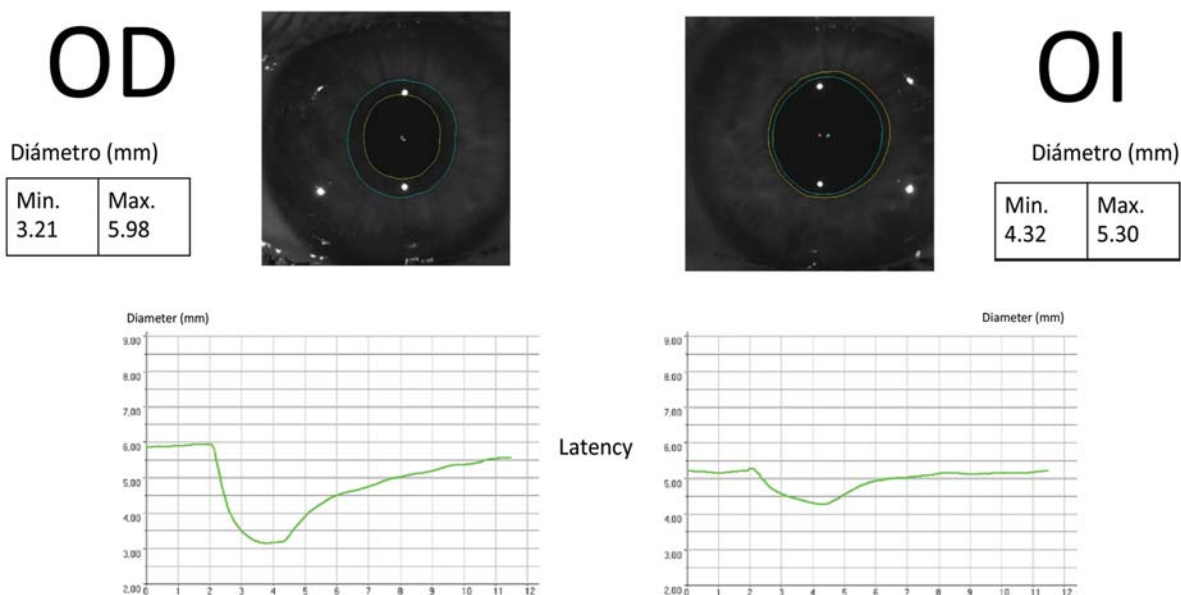 OD
Diámetro (mm)
Min. Max.
3.21 5.98
OI
Diámetro (mm)
Min. Max.
4.32 5.30
Diameter (mm)
9.00
8.00
7.00
6.00
5.00
4.00
3.00
2.00
0 1 2 3 4 5 6 7 8 9 10 11 12
Latency
Diameter (mm)
9.00
8.00
7.00
6.00
5.00
4.00
3.00
2.00
0 1 2 3 4 5 6 7 8 9 10 11 12